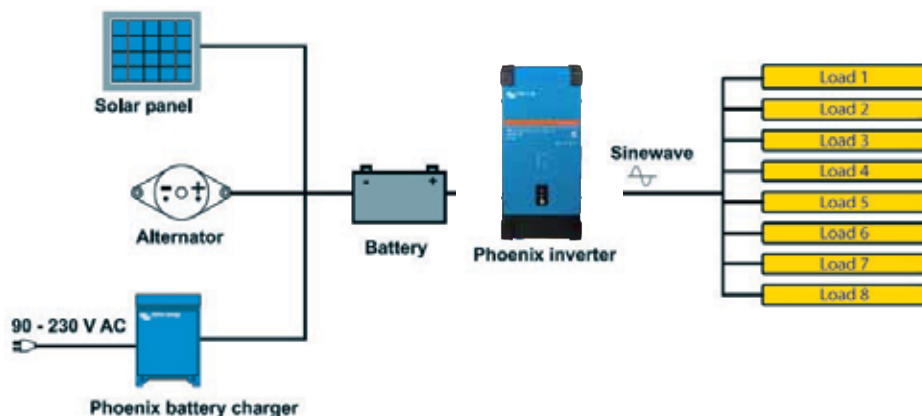 Solar panel
Alternator
90 - 230 V AC
Phoenix battery charger
Battery
Phoenix inverter
Sinewave
Load 1
Load 2
Load 3
Load 4
Load 5
Load 6
Load 7
Load 8